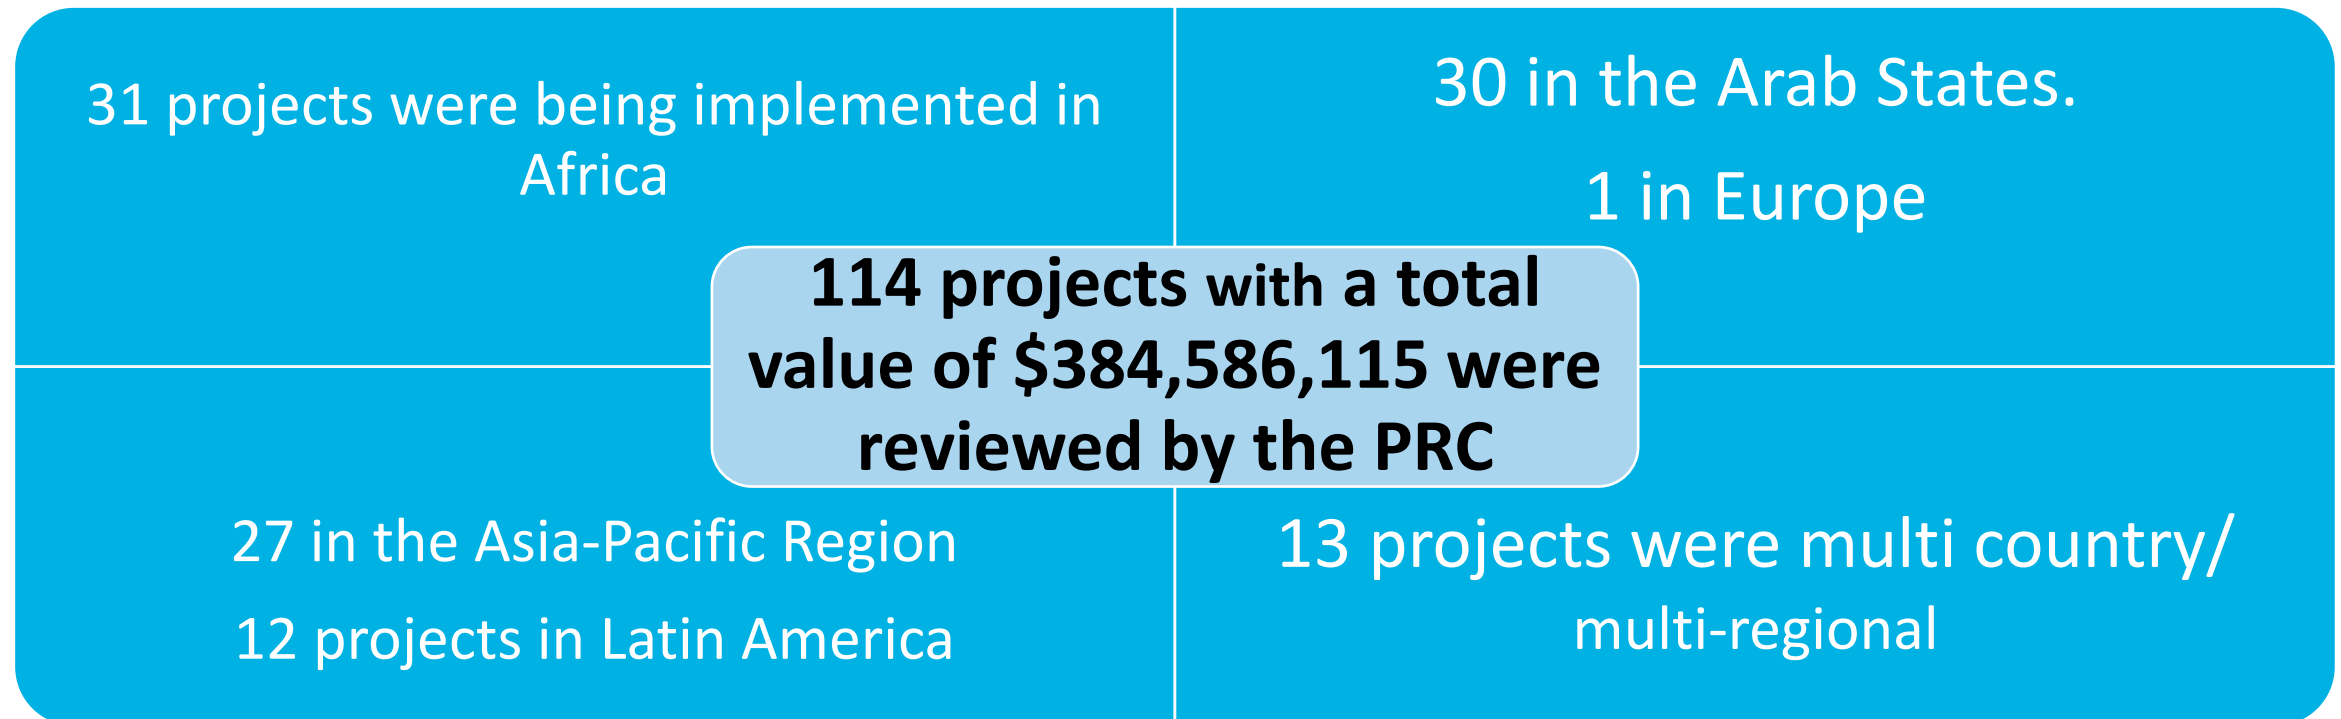 31 projects were being implemented in
Africa
30 in the Arab States.
1 in Europe
114 projects with a total
value of $384,586,115 were
reviewed by the PRC
27 in the Asia-Pacific Region
12 projects in Latin America
13 projects were multi country/
multi-regional